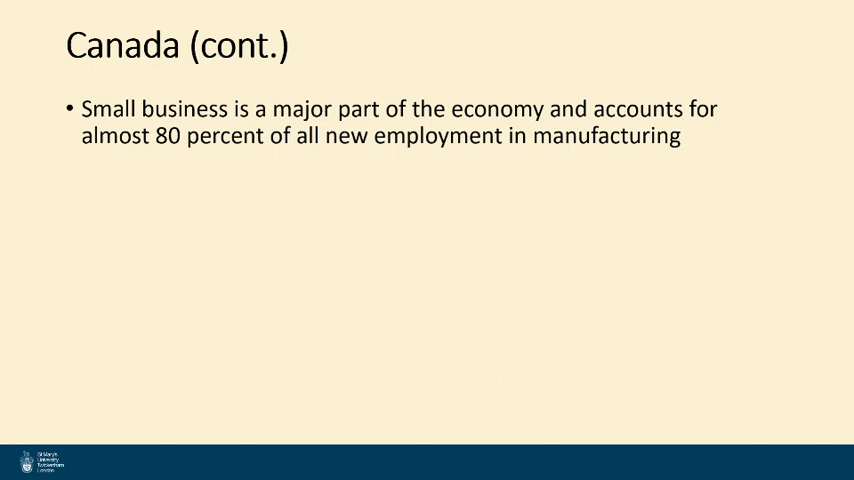 Canada (cont.)
• Small business is a major part of the economy and accounts for
almost 80 percent of all new employment in manufacturing
St Mary's
University
Twickenham
London